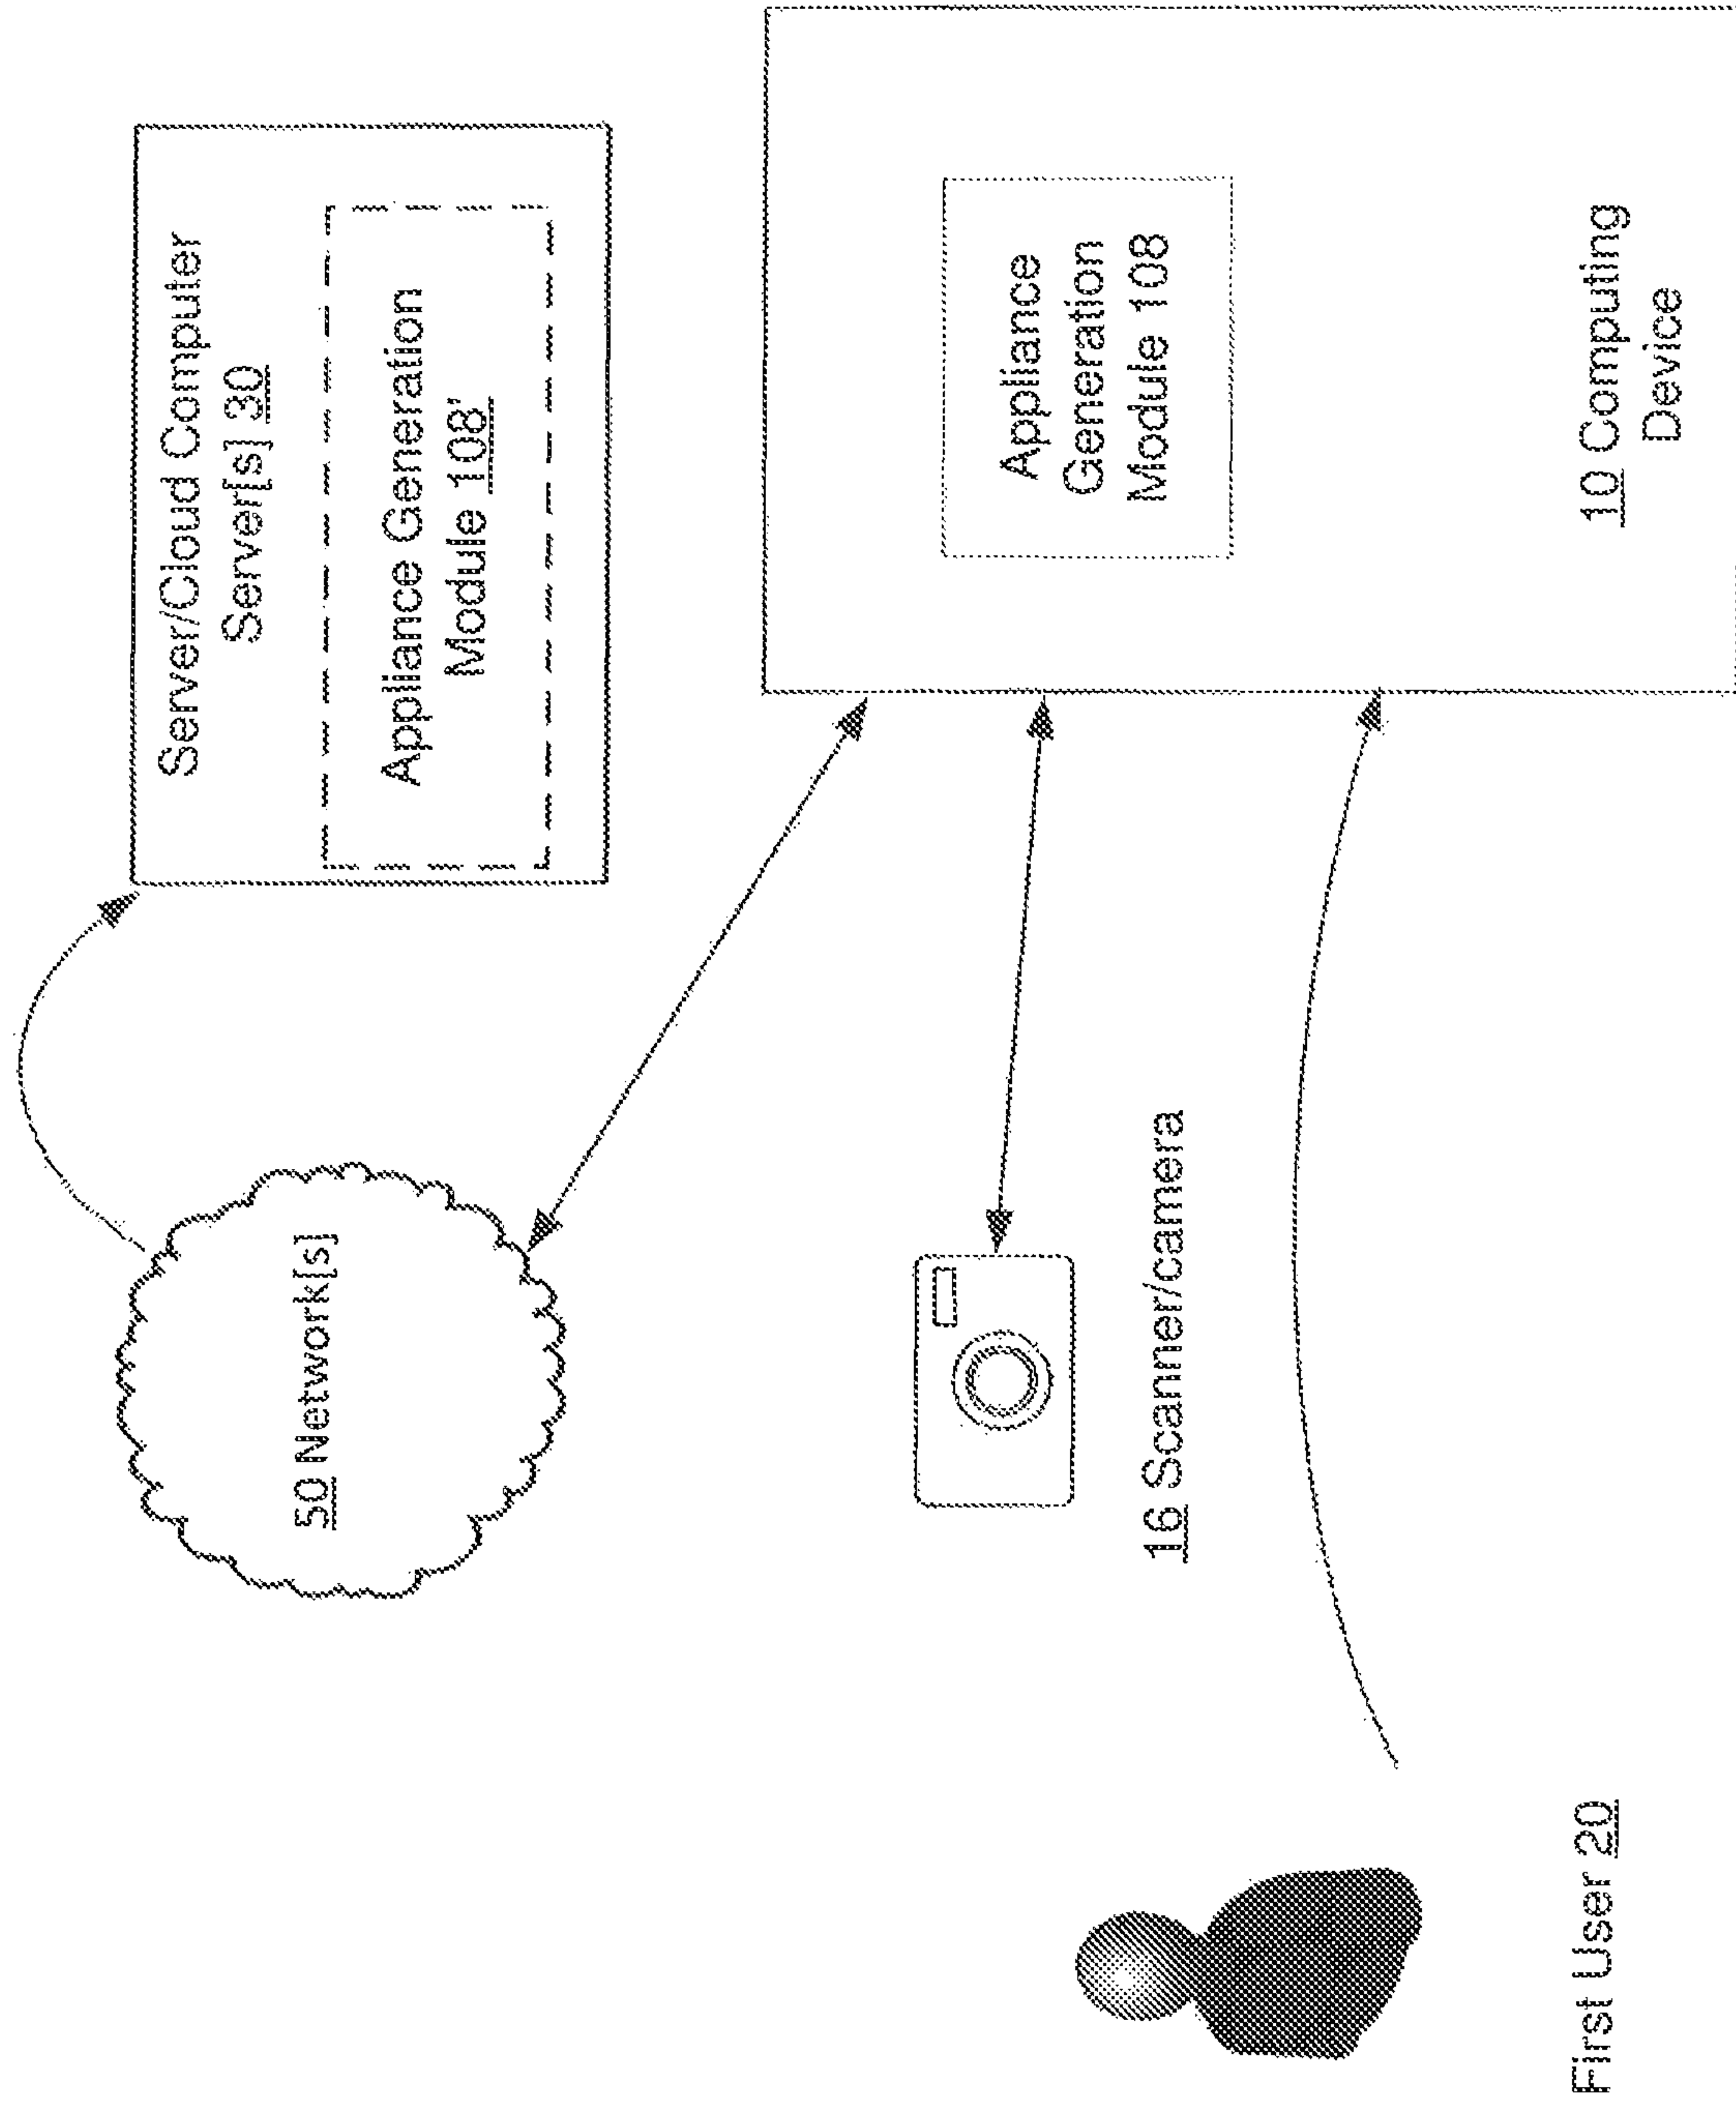 Server/Cloud Computer
Server[s] 30
Appliance Generation
Module 108'
50 Network[s]
Appliance
Generation
Module 108
16 Scanner/camera
10 Computing
Device
First User 20